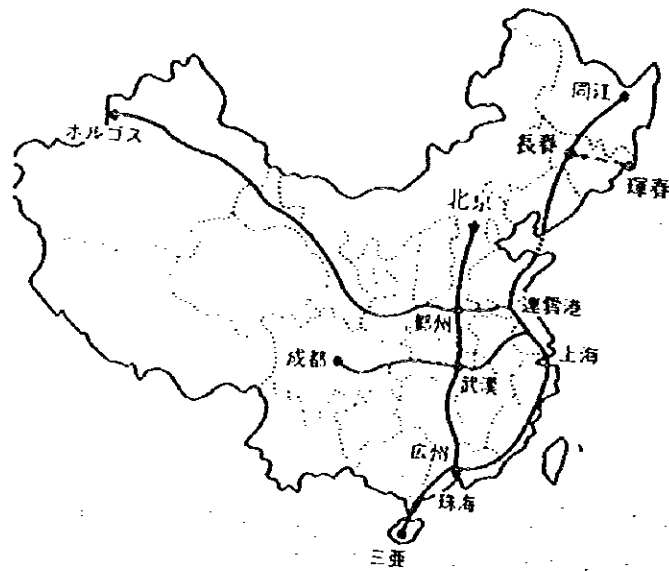 同江
ホルゴス
長春
琿春
北京
連雲港
鄭州
成都
上海
武漢
広州
珠海
三亜